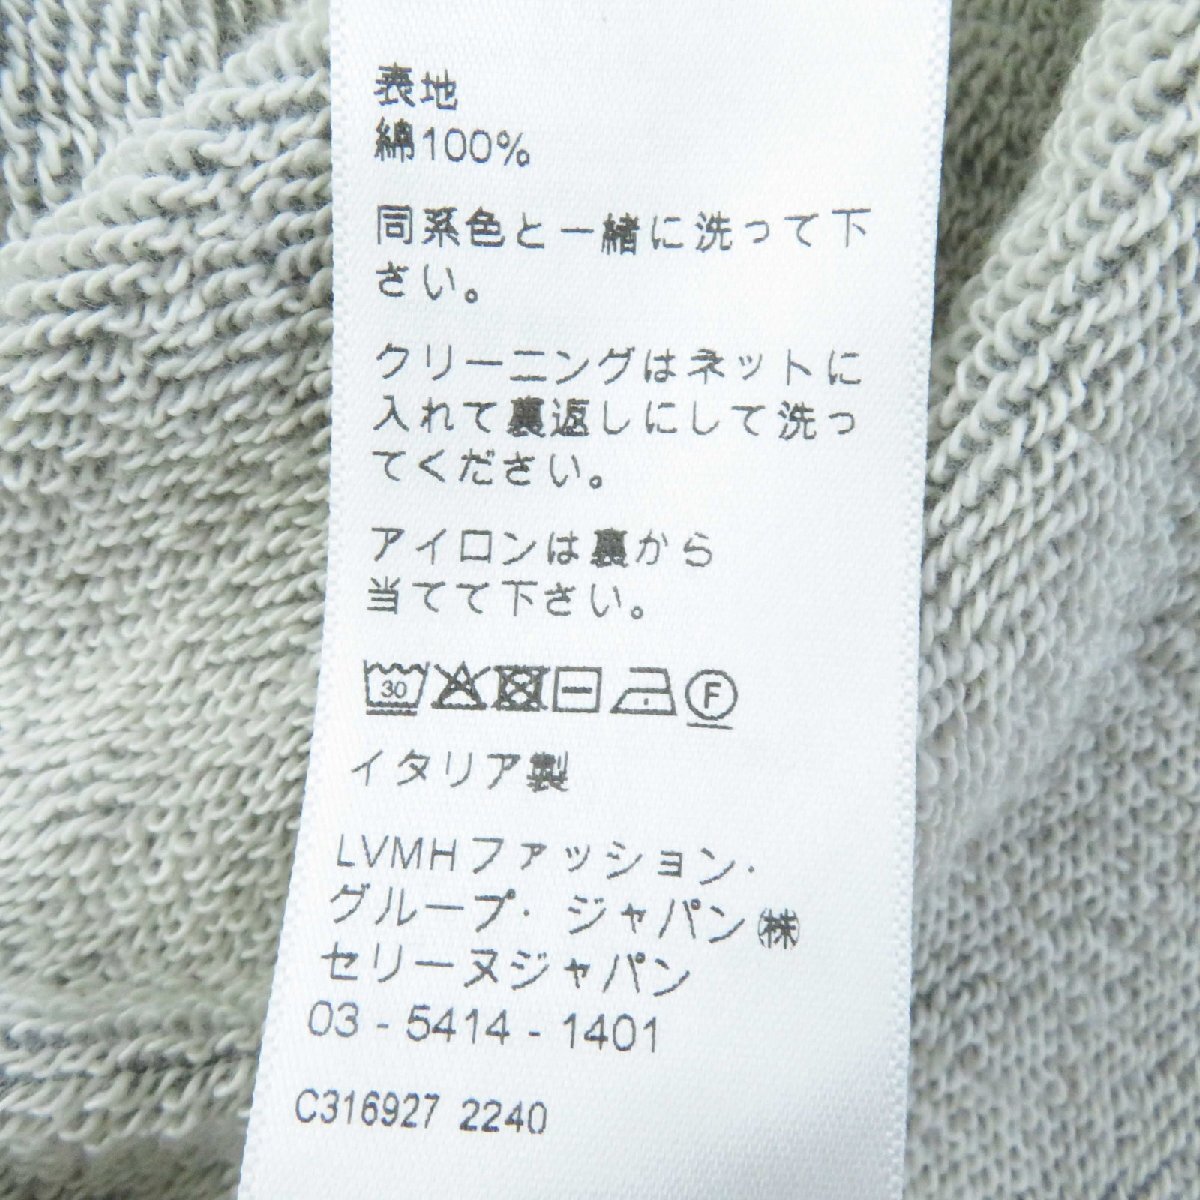 表地
綿100%
同系色と一緒に洗って下
さい。
クリーニングはネットに
入れて裏返しにして洗っ
てください。
アイロンは裏から
当てて下さい。
30 F
イタリア製
LVMHファッション·
グループ· ジャパン㈱
セリーヌジャパン
03 - 5414 - 1401
C316927 2240